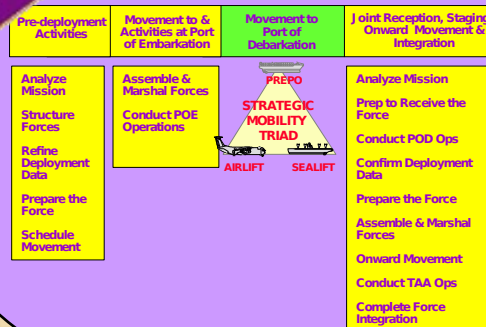 Pre-deployment
Activities
Movement to &
Activities at Port
of Embarkation
Movement to
Port of
Debarkation
Joint Reception, Staging
Onward Movement &
Integration
Analyze
Mission
Structure
Forces
Refine
Deployment
Data
Prepare the
Force
Schedule
Movement
Assemble &
Marshal Forces
Conduct POE
Operations
PREPO
STRATEGIC
MOBILITY
TRIAD
AIRLIFT
SEALIFT
Analyze Mission
Prep to Receive the
Force
Conduct POD Ops
Confirm Deployment
Data
Prepare the Force
Assemble & Marshal
Forces
Onward Movement
Conduct TAA Ops
Complete Force
Integration